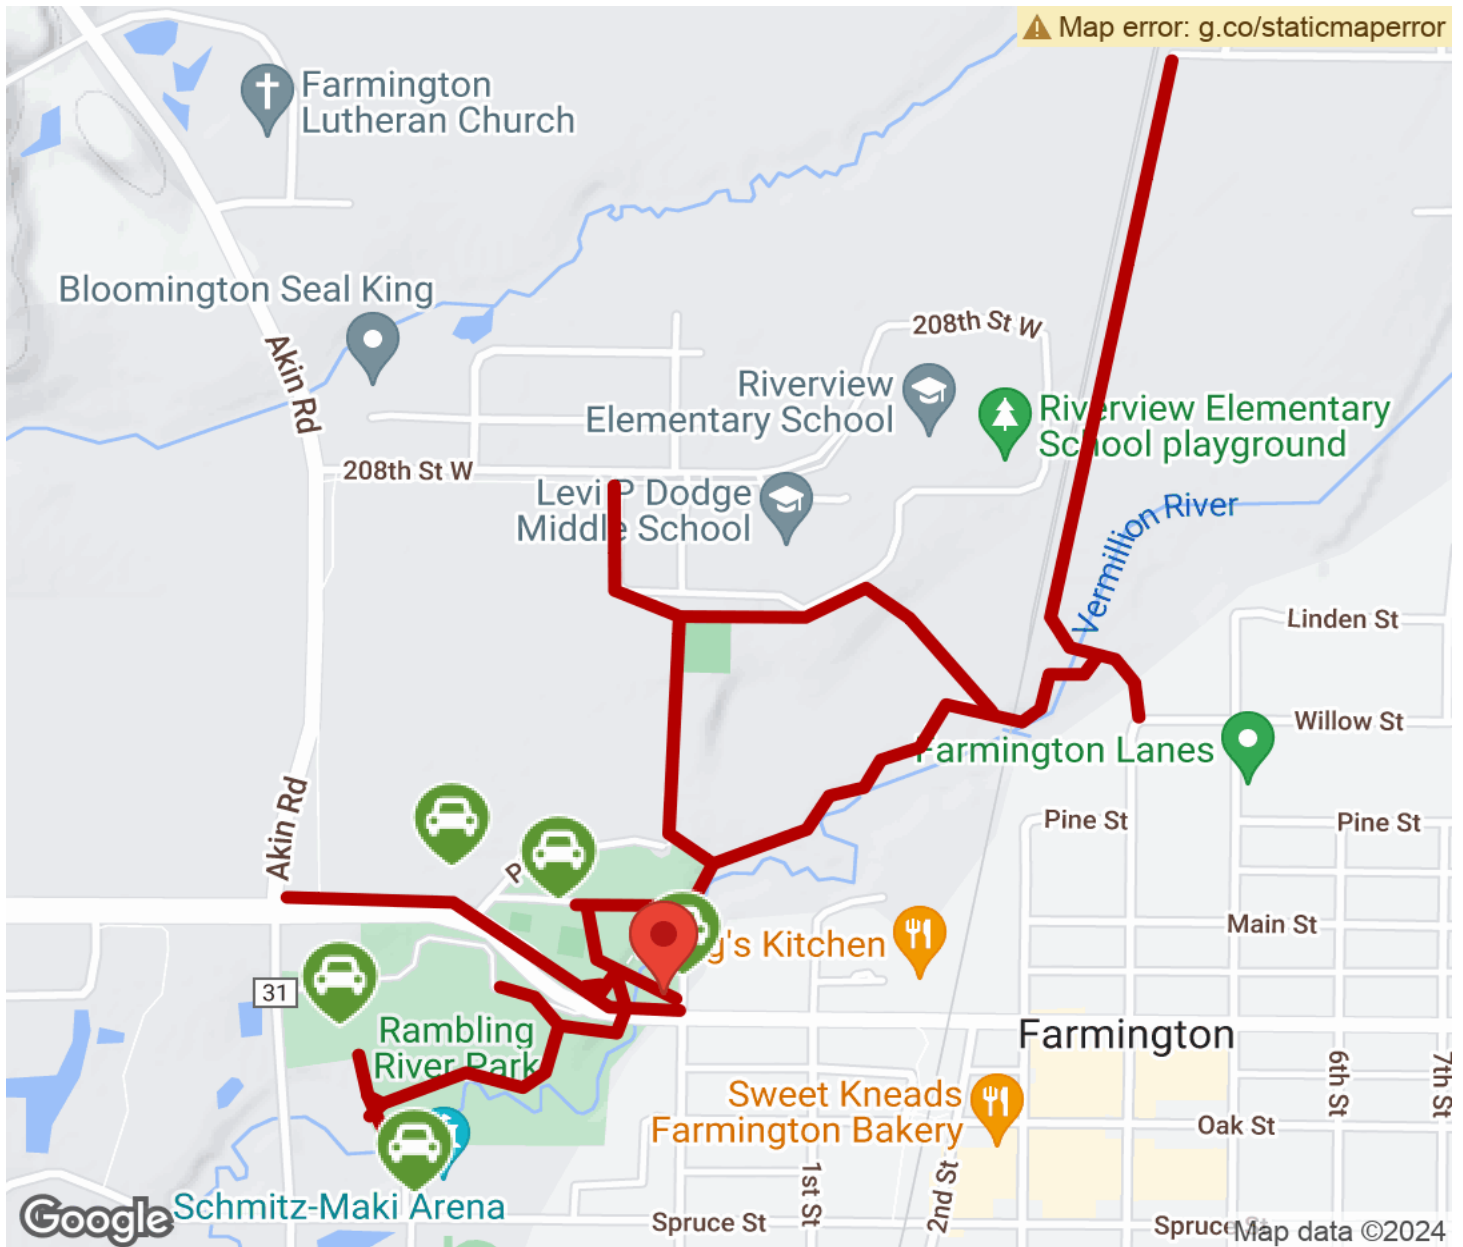 Map error: g.co/staticmaperror
Farmington
Lutheran Church
Bloomington Seal King
Akin Rd
208th St W
Riverview
Elementary School
Riverview Elementary
School playground
208th St W
Levi P Dodge
Middle School
Vermillion River
Linden St
Willow St
Farmington Lanes
Pine St
Pine St
Akin Rd
P
Main St
g's Kitchen
31
Rambling
River Park
Farmington
6th St
7th St
Sweet Kneads
Farmington Bakery
Oak St
1st St
2nd St
Schmitz-Maki Arena
Spruce St
Spruce St
Google
Map data ©2024